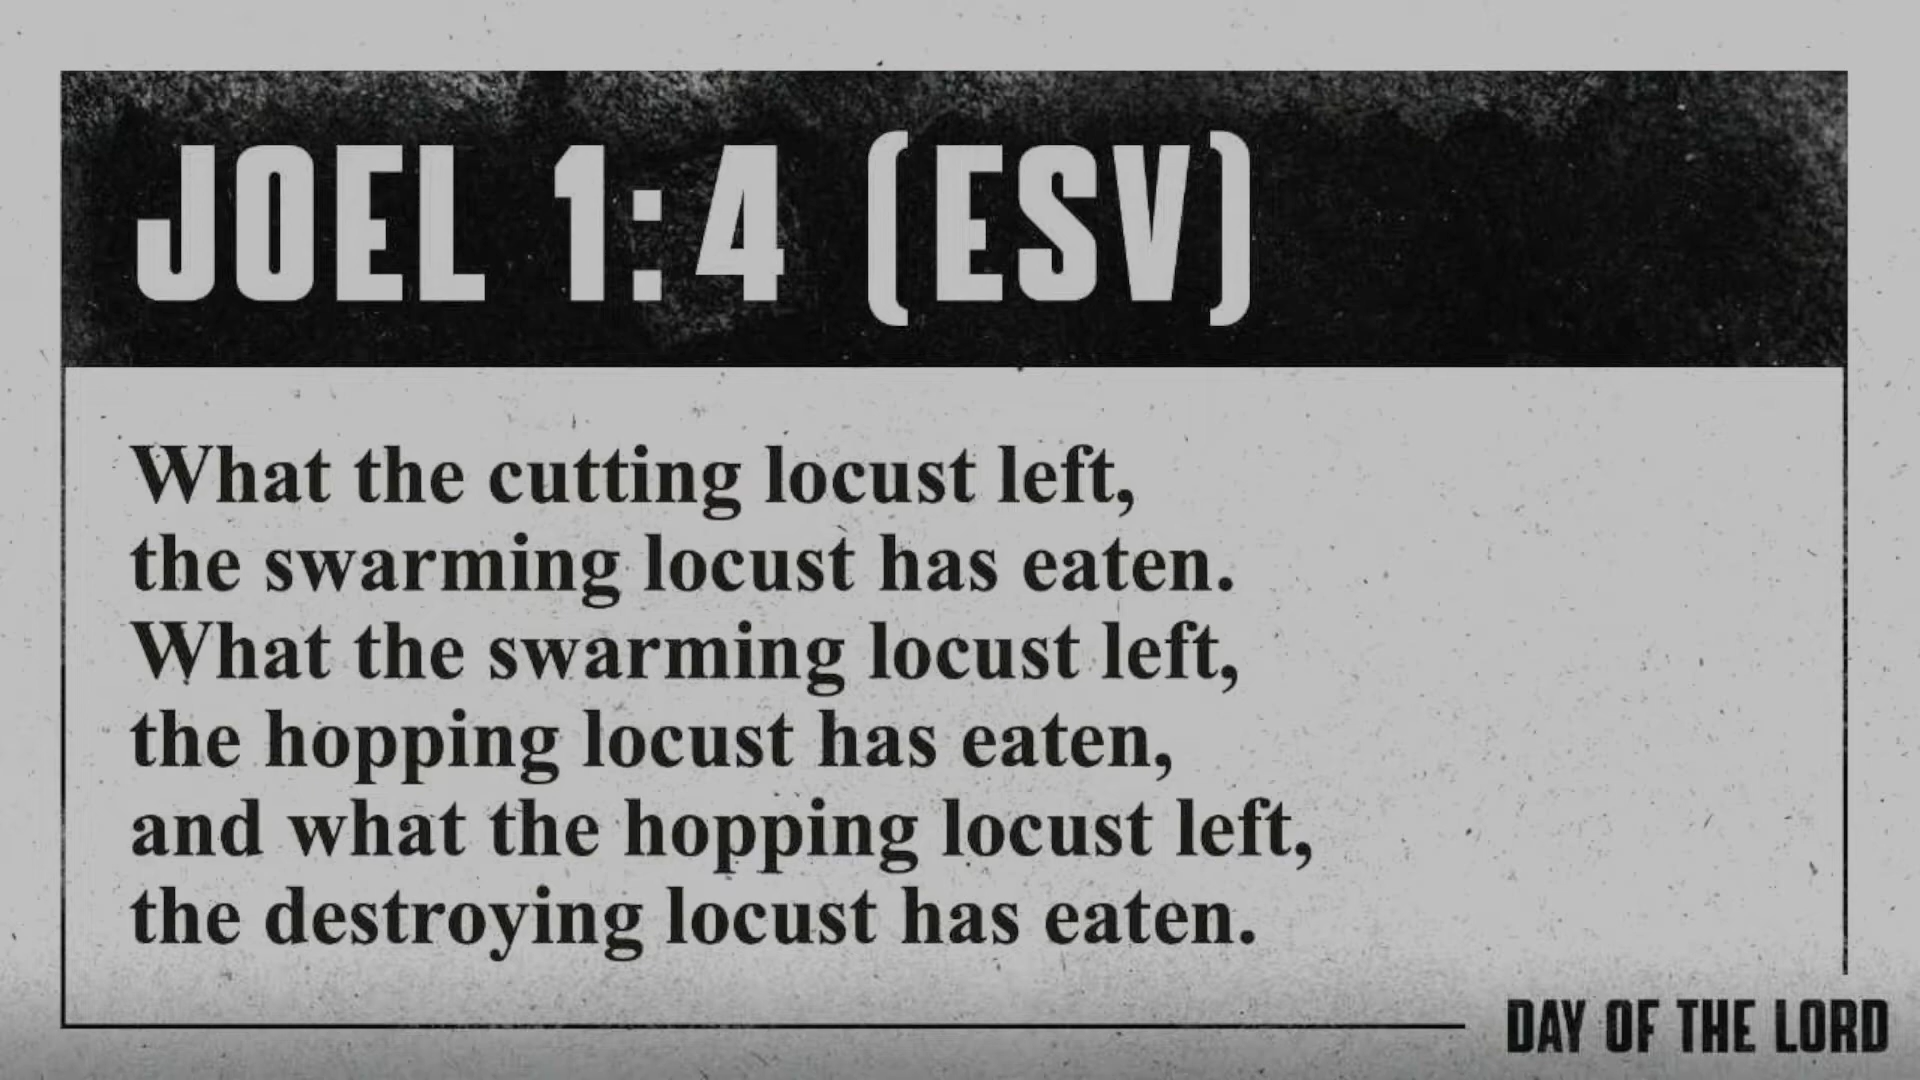 JOEL 1:4 (ESV)
What the cutting locust left,
the swarming locust has eaten.
What the swarming locust left,
the hopping locust has eaten,
and what the hopping locust left,
the destroying locust has eaten.
DAY OF THE LORD